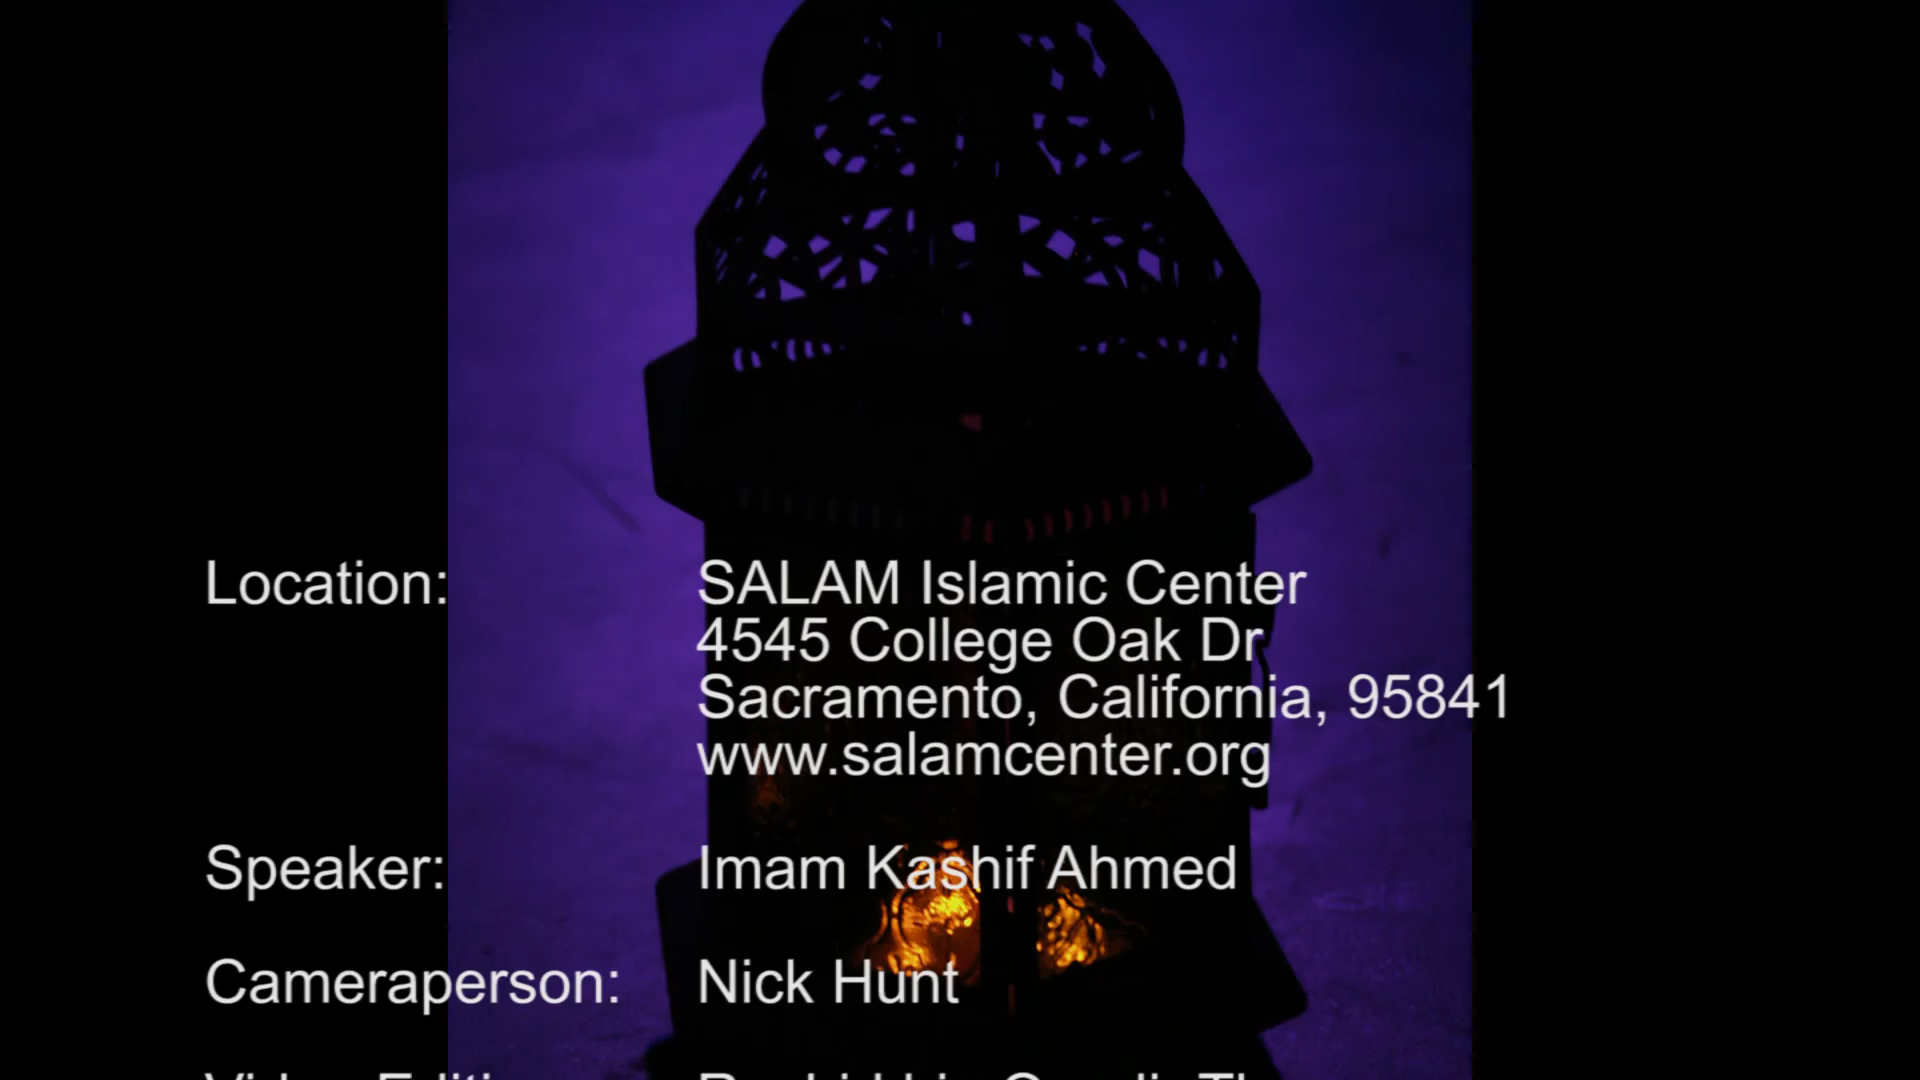 Location: SALAM Islamic Center
4545 College Oak Dr
Sacramento, California, 95841
www.salamcenter.org
Speaker: Imam Kashif Ahmed
Cameraperson: Nick Hunt